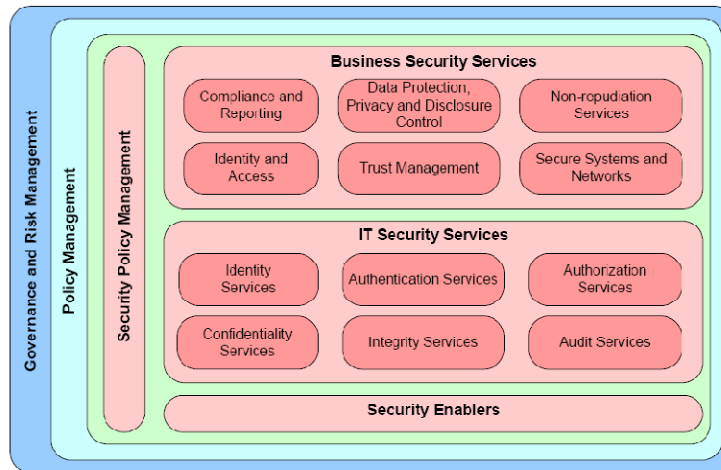 Governance and Risk Management
Policy Management
Security Policy Management
Business Security Services
Compliance and
Reporting
Data Protection,
Privacy and Disclosure
Control
Non-repudiation
Services
Identity and
Access
Trust Management
Secure Systems and
Networks
IT Security Services
Identity
Services
Authentication Services
Authorization
Services
Confidentiality
Services
Integrity Services
Audit Services
Security Enablers